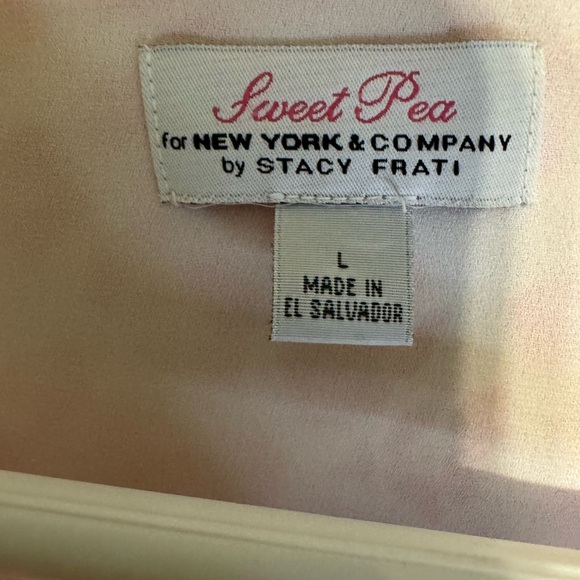 Sweet Pea
for NEW YORK & COMPANY
by STACY FRATI
L
MADE IN
EL SALVADOR